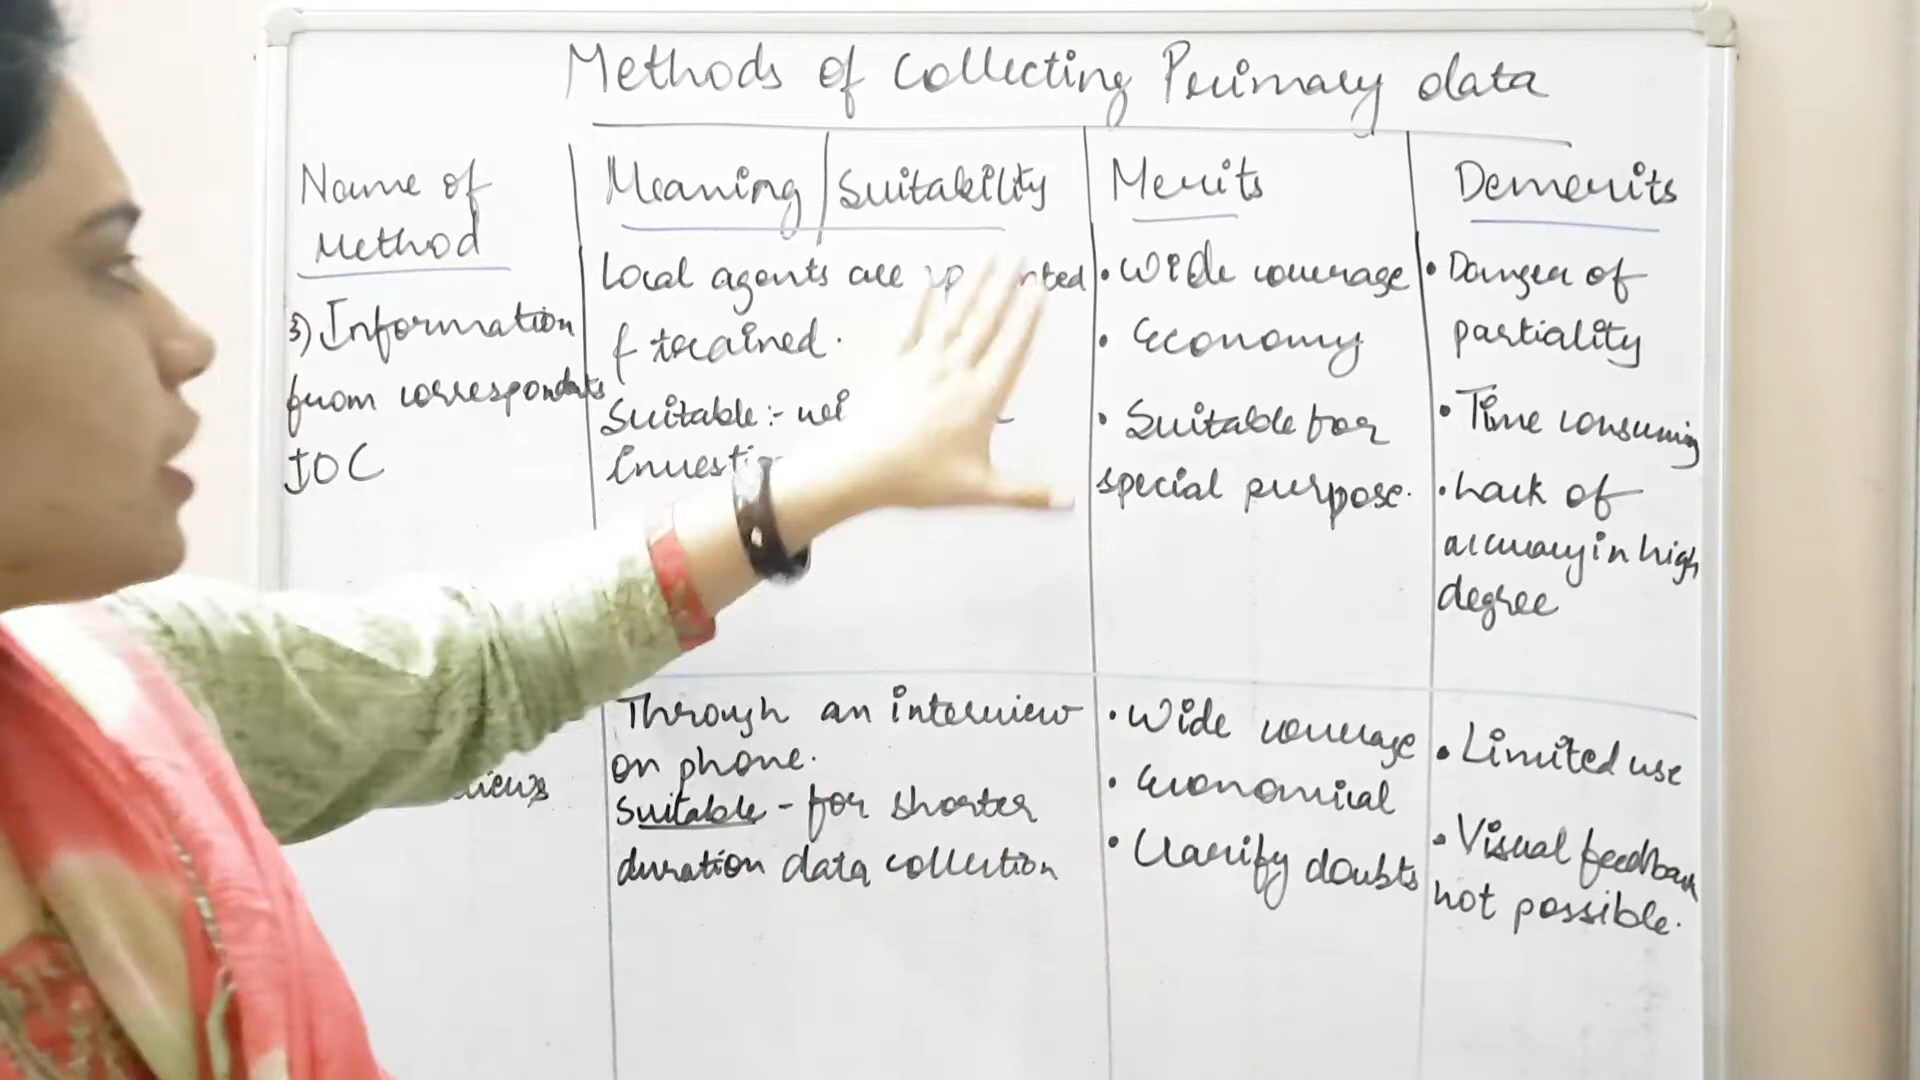 Methods of Collecting Primary data
Name of
Method
Meaning / Suitability
Merits
Demerits
3) Information
from correspondents
Local agents are
& trained.
Suitable :-
• Wide coverage
• Economy
• Suitable for
special purpose.
• Danger of
partiality
• Time consuming
• Lack of
accuracy in high
degree
Through an interview
on phone.
Suitable - for shorter
duration data collection
• Wide coverage
• Economical
• Clarify doubts
• Limited use
• Visual feedback
not possible.